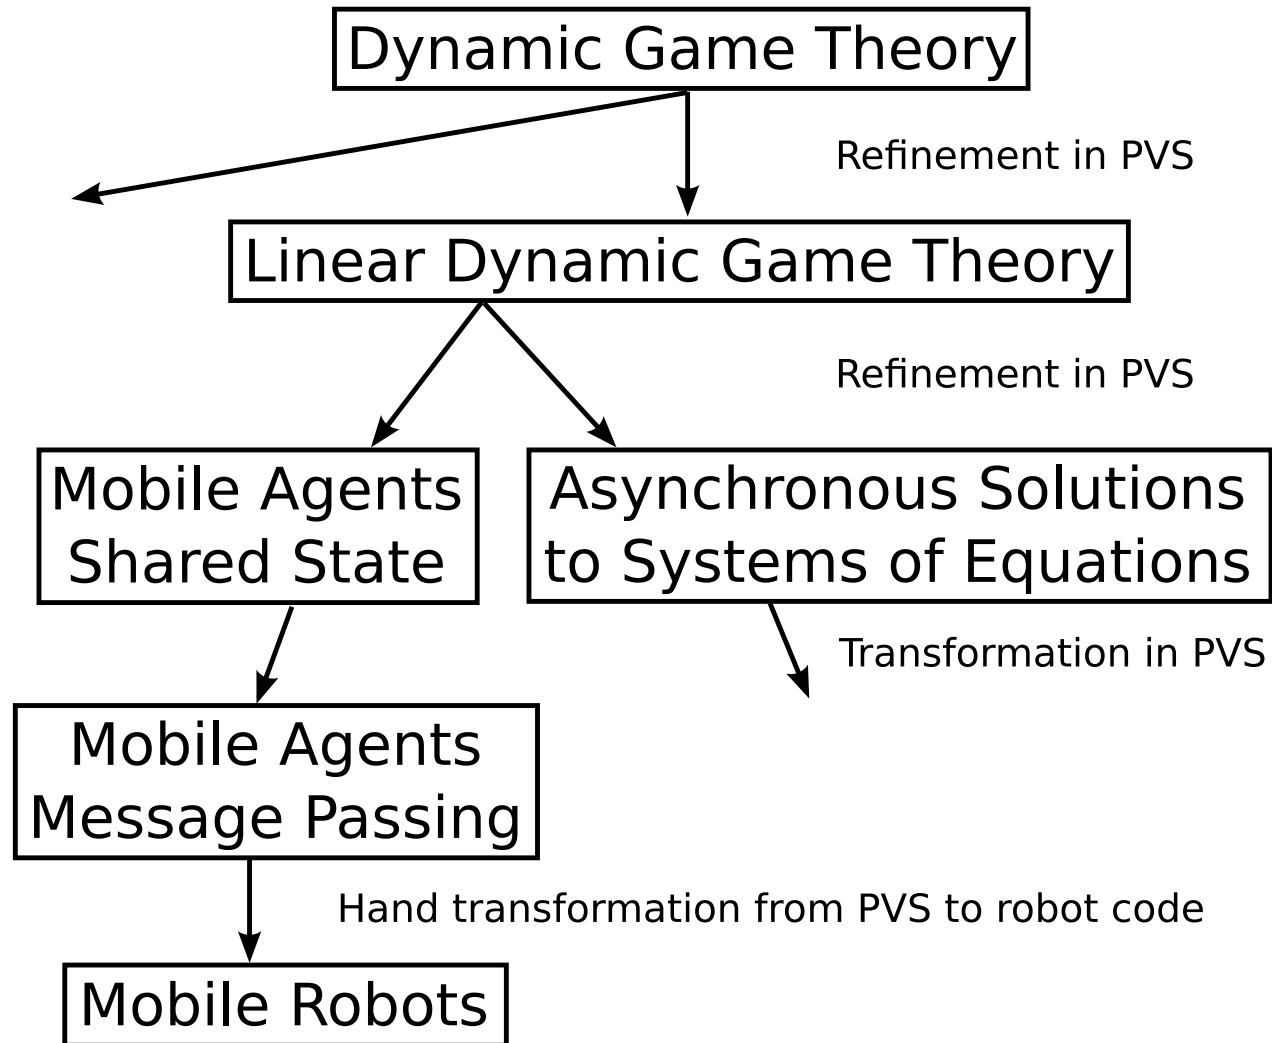 Dynamic Game Theory
Refinement in PVS
Linear Dynamic Game Theory
Refinement in PVS
Mobile Agents
Shared State
Asynchronous Solutions
to Systems of Equations
Transformation in PVS
Mobile Agents
Message Passing
Hand transformation from PVS to robot code
Mobile Robots